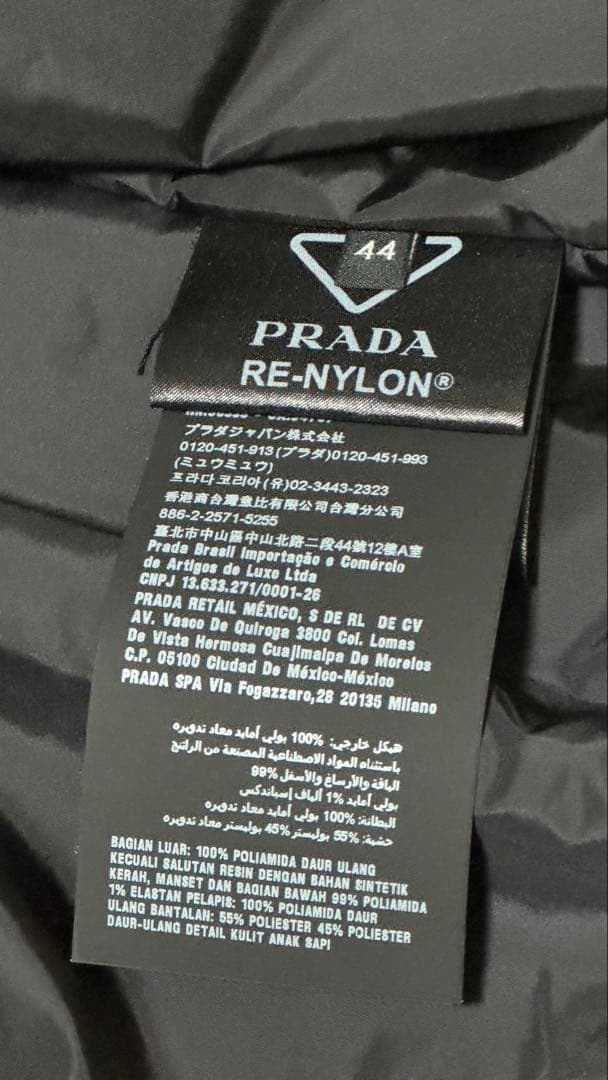 44
PRADA
RE-NYLON®
プラダジャパン株式会社
0120-451-913 (プラダ)0120-451-993
(ミュウミュウ)
프라다코리아(유)02-3443-2323
香港商台灣意比有限公司台灣分公司
886-2-2571-5255
臺北市中山區中山北路二段44號12樓A室
Prada Brasil Importação e Comércio
de Artigos de Luxo Ltda
CNPJ 13.633.271/0001-26
PRADA RETAIL MÉXICO, S DE RL DE CV
AV. Vasco De Quiroga 3800 Col. Lomas
De Vista Hermosa Cuajimalpa De Morelos
C.P. 05100 Ciudad De México-México
PRADA SPA Via Fogazzaro,28 20135 Milano
هيكل خارجي: 100% بولي أمايد معاد تدويره
باستثناء المواد الاصطناعية المصنعة من الراتنج
الياقة والأرساغ والأسفل 99%
بولي أمايد 1% ألياف إسباندكس
البطانة: 100% بولي أمايد معاد تدويره
حشية: 55% بوليستر 45% بوليستر معاد تدويره
BAGIAN LUAR: 100% POLIAMIDA DAUR ULANG
KECUALI SALUTAN RESIN DENGAN BAHAN SINTETIK
KERAH, MANSET DAN BAGIAN BAWAH 99% POLIAMIDA
1% ELASTAN PELAPIS: 100% POLIAMIDA DAUR
ULANG BANTALAN: 55% POLIESTER 45% POLIESTER
DAUR-ULANG DETAIL KULIT ANAK SAPI